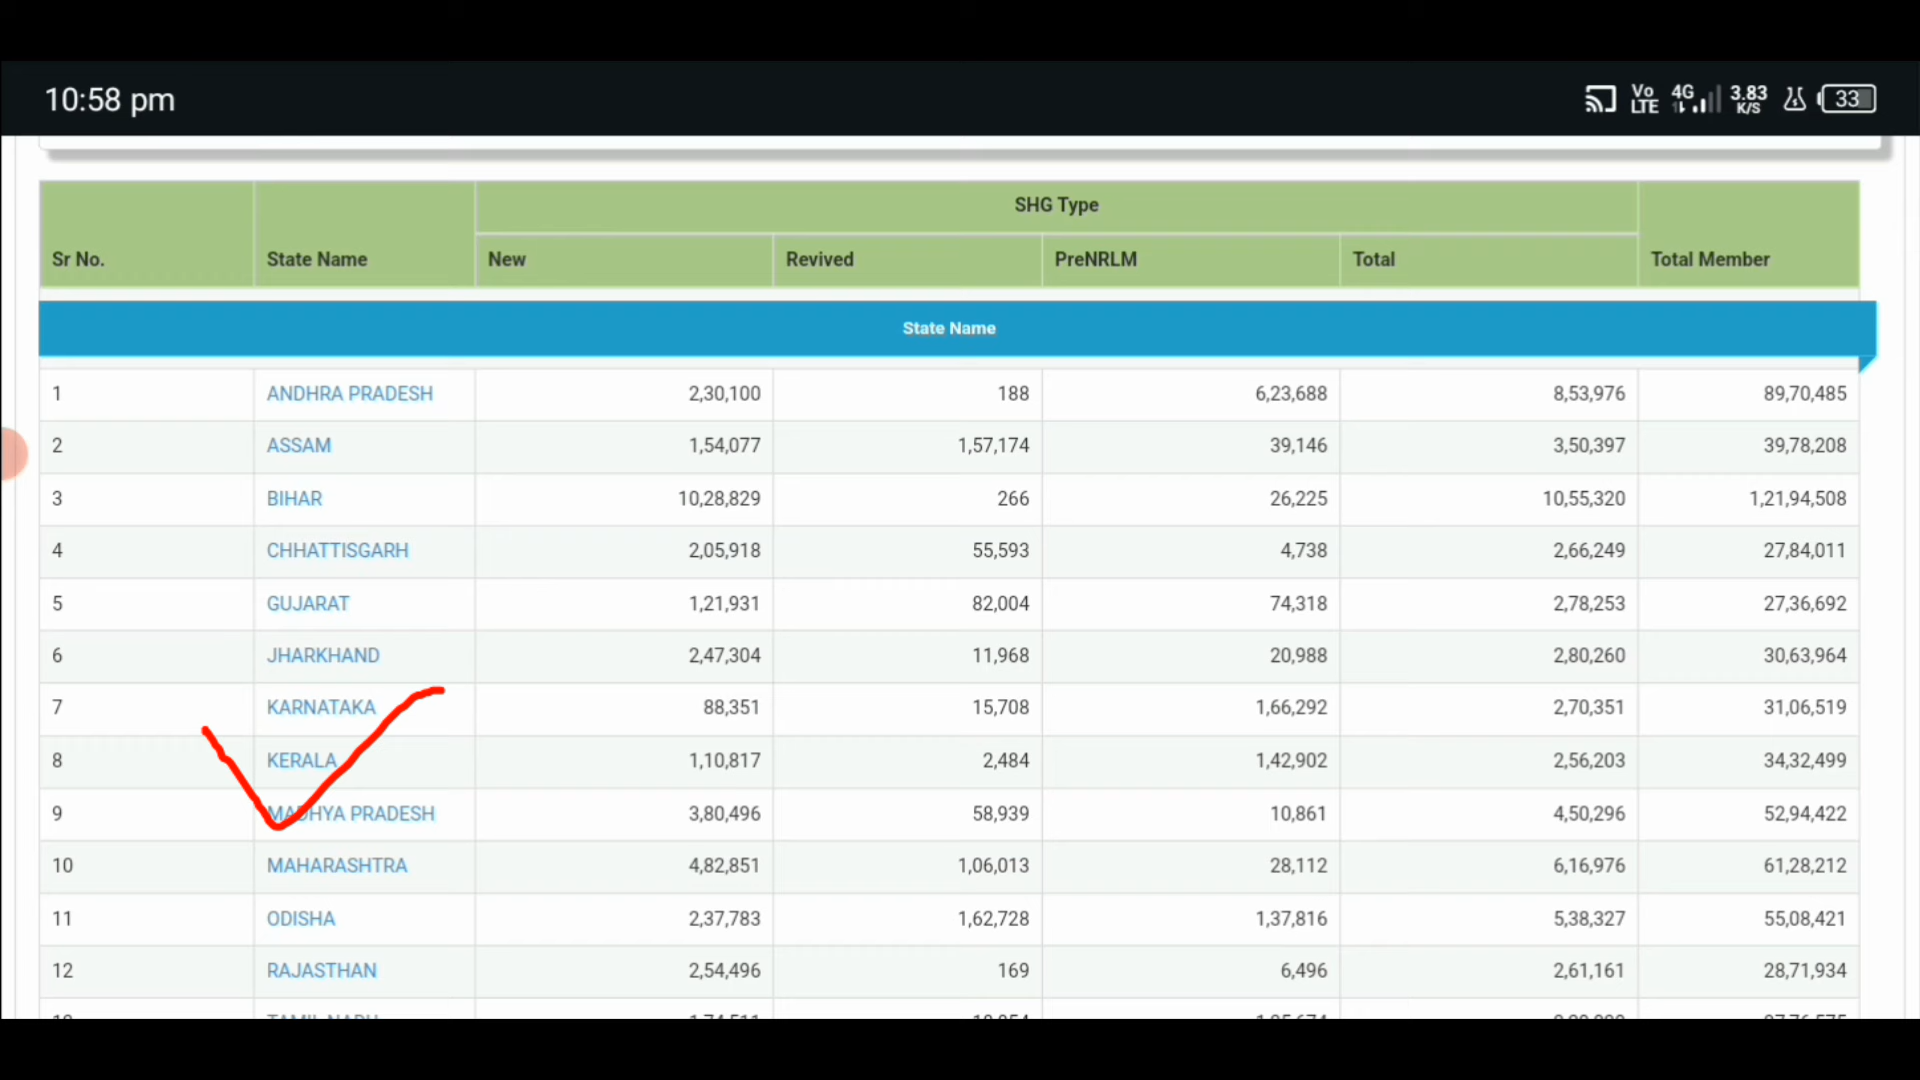 10:58 pm Vo LTE 4G 3.83 K/S 33
SHG Type
Sr No. State Name New Revived PreNRLM Total Total Member
State Name
1 ANDHRA PRADESH 2,30,100 188 6,23,688 8,53,976 89,70,485
2 ASSAM 1,54,077 1,57,174 39,146 3,50,397 39,78,208
3 BIHAR 10,28,829 266 26,225 10,55,320 1,21,94,508
4 CHHATTISGARH 2,05,918 55,593 4,738 2,66,249 27,84,011
5 GUJARAT 1,21,931 82,004 74,318 2,78,253 27,36,692
6 JHARKHAND 2,47,304 11,968 20,988 2,80,260 30,63,964
7 KARNATAKA 88,351 15,708 1,66,292 2,70,351 31,06,519
8 KERALA 1,10,817 2,484 1,42,902 2,56,203 34,32,499
9 MADHYA PRADESH 3,80,496 58,939 10,861 4,50,296 52,94,422
10 MAHARASHTRA 4,82,851 1,06,013 28,112 6,16,976 61,28,212
11 ODISHA 2,37,783 1,62,728 1,37,816 5,38,327 55,08,421
12 RAJASTHAN 2,54,496 169 6,496 2,61,161 28,71,934
TAMIL NADU